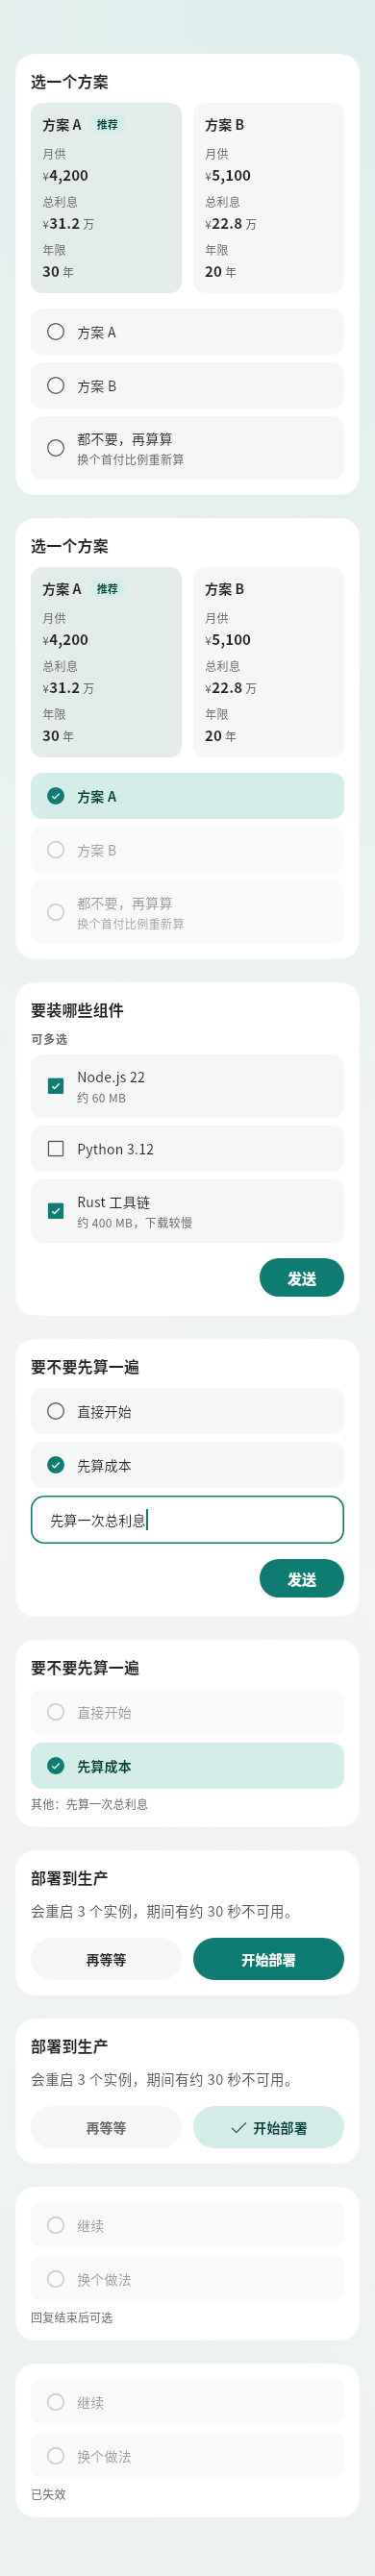 选一个方案
方案 A 推荐
月供
¥4,200
总利息
¥31.2 万
年限
30 年
方案 B
月供
¥5,100
总利息
¥22.8 万
年限
20 年
方案 A
方案 B
都不要，再算算
换个首付比例重新算
选一个方案
方案 A 推荐
月供
¥4,200
总利息
¥31.2 万
年限
30 年
方案 B
月供
¥5,100
总利息
¥22.8 万
年限
20 年
方案 A
方案 B
都不要，再算算
换个首付比例重新算
要装哪些组件
可多选
Node.js 22
约 60 MB
Python 3.12
Rust 工具链
约 400 MB，下载较慢
发送
要不要先算一遍
直接开始
先算成本
先算一次总利息
发送
要不要先算一遍
直接开始
先算成本
其他：先算一次总利息
部署到生产
会重启 3 个实例，期间有约 30 秒不可用。
再等等
开始部署
部署到生产
会重启 3 个实例，期间有约 30 秒不可用。
再等等
开始部署
继续
换个做法
回复结束后可选
继续
换个做法
已失效